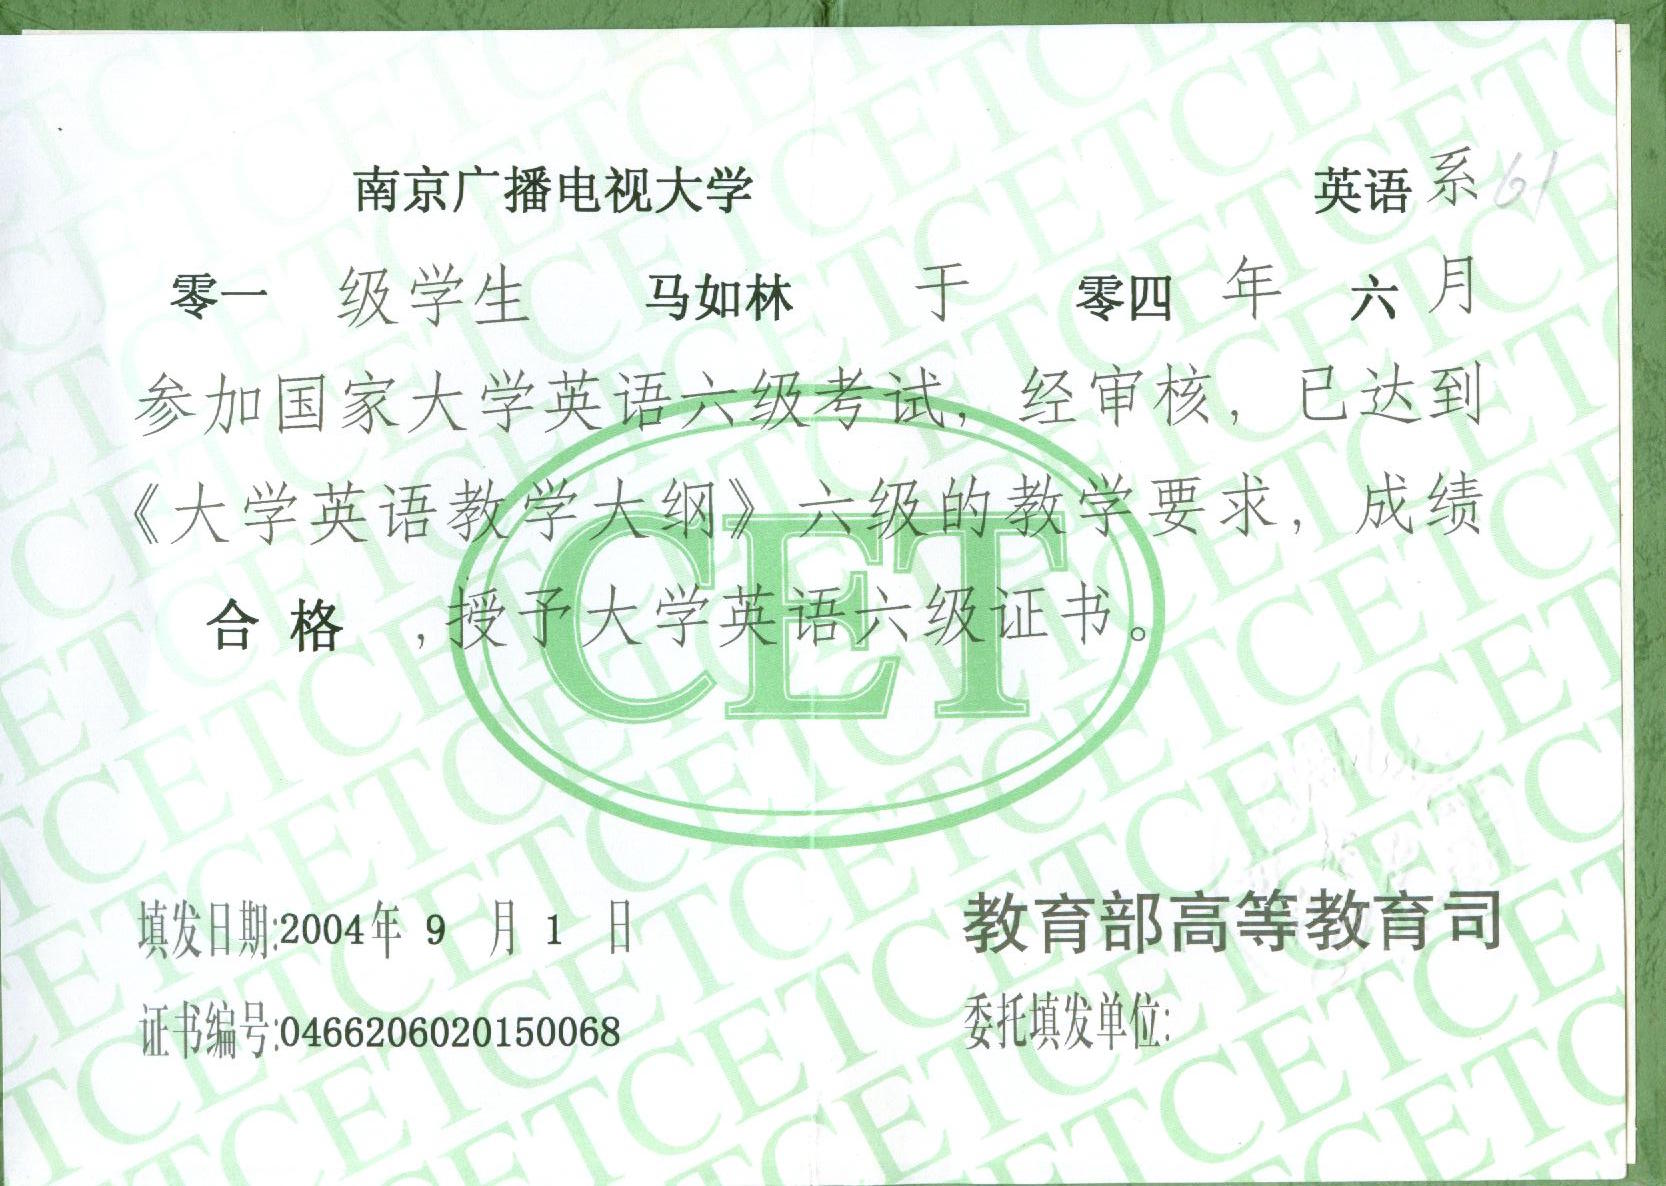 南京广播电视大学 英语系 61
零一 级学生 马如林 于 零四 年 六 月
参加国家大学英语六级考试，经审核，已达到
《大学英语教学大纲》六级的教学要求，成绩
合格，授予大学英语六级证书。
CET
填发日期:2004年 9 月 1 日
教育部高等教育司
证书编号:0466206020150068
委托填发单位: